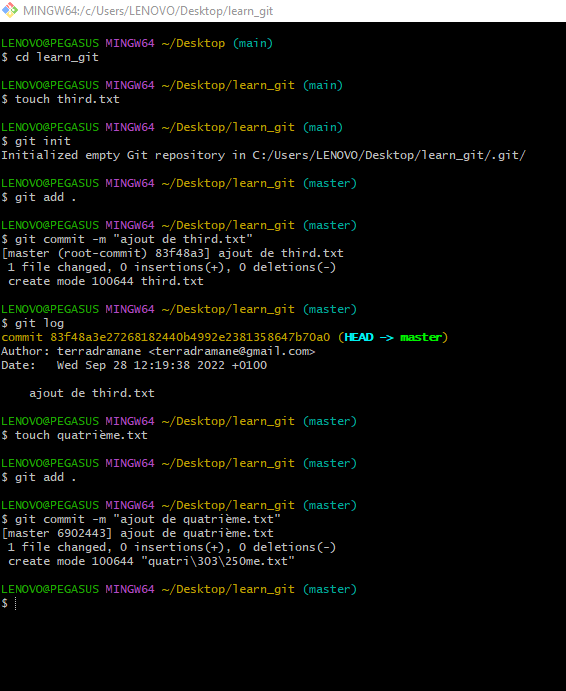 MINGW64:/c/Users/LENOVO/Desktop/learn_git
LENOVO@PEGASUS MINGW64 ~/Desktop (main)
$ cd learn_git
LENOVO@PEGASUS MINGW64 ~/Desktop/learn_git (main)
$ touch third.txt
LENOVO@PEGASUS MINGW64 ~/Desktop/learn_git (main)
$ git init
Initialized empty Git repository in C:/Users/LENOVO/Desktop/learn_git/.git/
LENOVO@PEGASUS MINGW64 ~/Desktop/learn_git (master)
$ git add .
LENOVO@PEGASUS MINGW64 ~/Desktop/learn_git (master)
$ git commit -m "ajout de third.txt"
[master (root-commit) 83f48a3] ajout de third.txt
1 file changed, 0 insertions(+), 0 deletions(-)
create mode 100644 third.txt
LENOVO@PEGASUS MINGW64 ~/Desktop/learn_git (master)
$ git log
commit 83f48a3e27268182440b4992e2381358647b70a0 (HEAD -> master)
Author: terradramane <terradramane@gmail.com>
Date:   Wed Sep 28 12:19:38 2022 +0100
ajout de third.txt
LENOVO@PEGASUS MINGW64 ~/Desktop/learn_git (master)
$ touch quatrième.txt
LENOVO@PEGASUS MINGW64 ~/Desktop/learn_git (master)
$ git add .
LENOVO@PEGASUS MINGW64 ~/Desktop/learn_git (master)
$ git commit -m "ajout de quatrième.txt"
[master 6902443] ajout de quatrième.txt
1 file changed, 0 insertions(+), 0 deletions(-)
create mode 100644 "quatri\303\250me.txt"
LENOVO@PEGASUS MINGW64 ~/Desktop/learn_git (master)
$